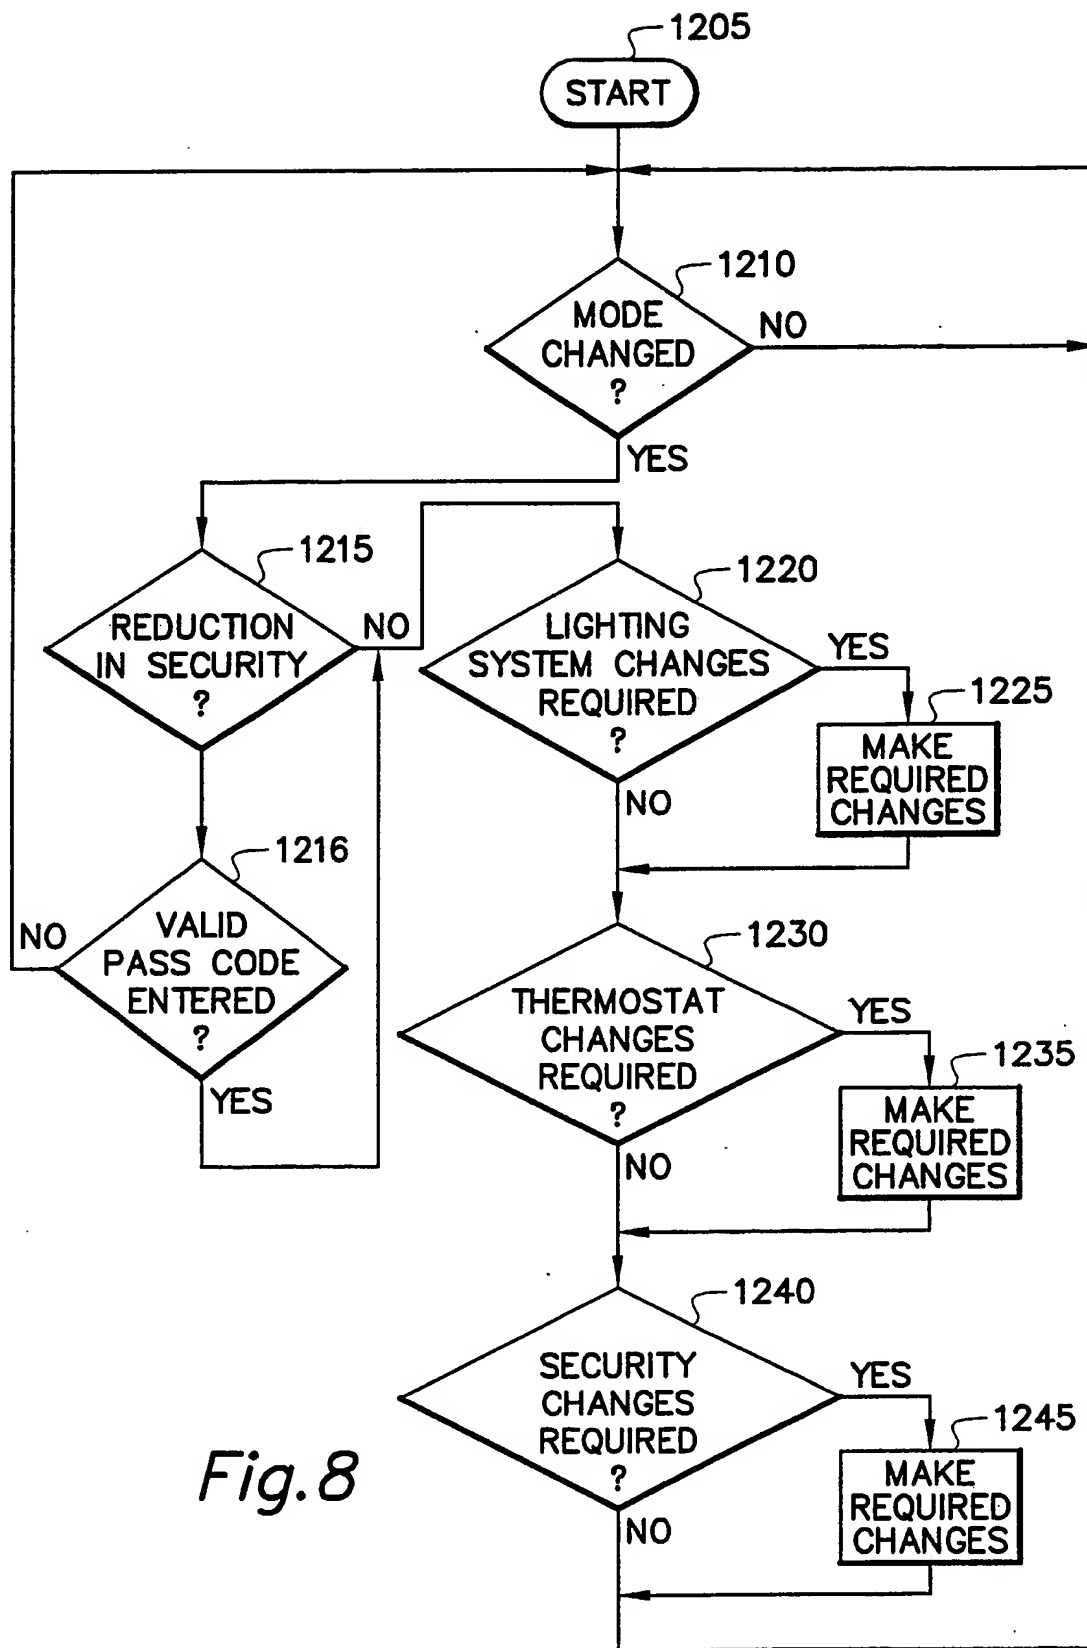 1205
START
1210
MODE
CHANGED
?
NO
YES
1215
REDUCTION
IN SECURITY
?
NO
1220
LIGHTING
SYSTEM CHANGES
REQUIRED
?
YES
NO
1225
MAKE
REQUIRED
CHANGES
1216
VALID
PASS CODE
ENTERED
?
NO
YES
1230
THERMOSTAT
CHANGES
REQUIRED
?
YES
NO
1235
MAKE
REQUIRED
CHANGES
1240
SECURITY
CHANGES
REQUIRED
?
YES
NO
1245
MAKE
REQUIRED
CHANGES
Fig.8